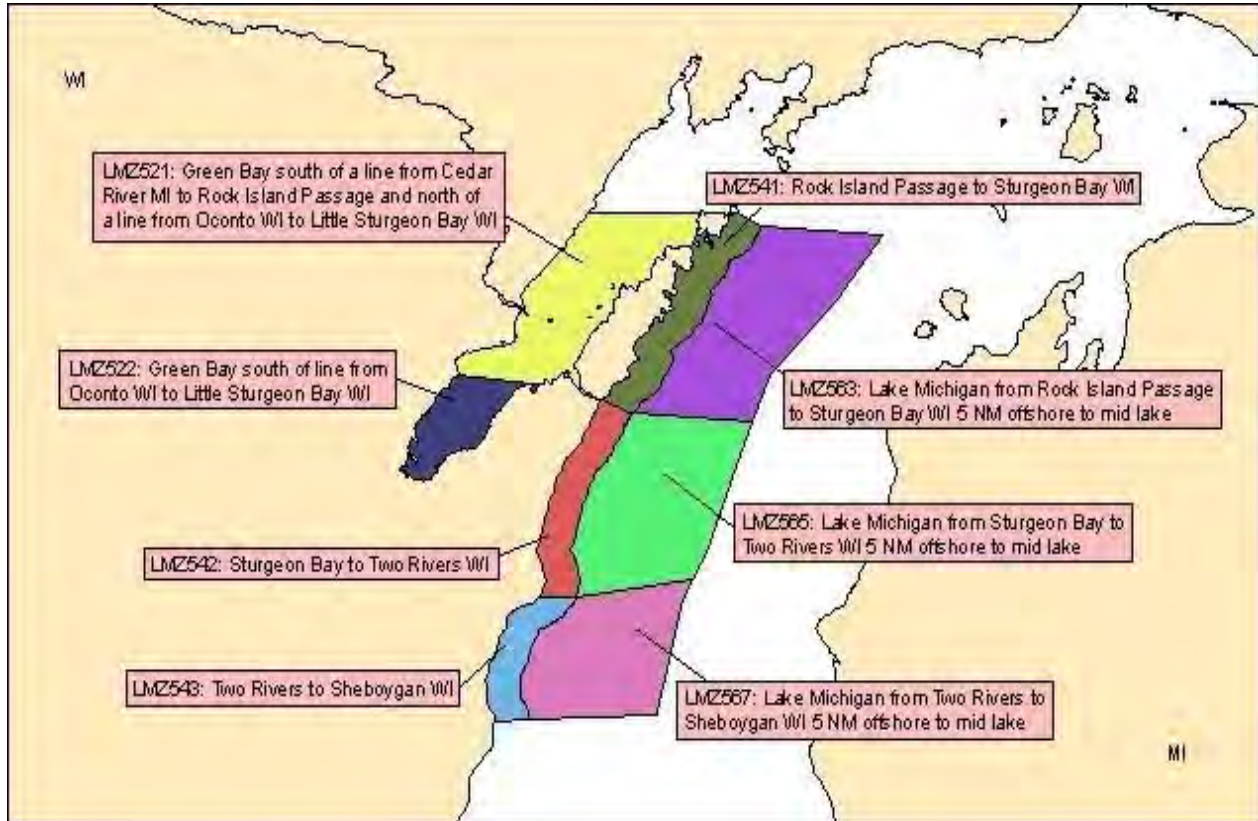 WI
LMZ521: Green Bay south of a line from Cedar
River MI to Rock Island Passage and north of
a line from Oconto WI to Little Sturgeon Bay WI
LMZ541: Rock Island Passage to Sturgeon Bay WI
LMZ522: Green Bay south of line from
Oconto WI to Little Sturgeon Bay WI
LMZ563: Lake Michigan from Rock Island Passage
to Sturgeon Bay WI 5 NM offshore to mid lake
LMZ565: Lake Michigan from Sturgeon Bay to
Two Rivers WI 5 NM offshore to mid lake
LMZ542: Sturgeon Bay to Two Rivers WI
LMZ543: Two Rivers to Sheboygan WI
LMZ567: Lake Michigan from Two Rivers to
Sheboygan WI 5 NM offshore to mid lake
MI